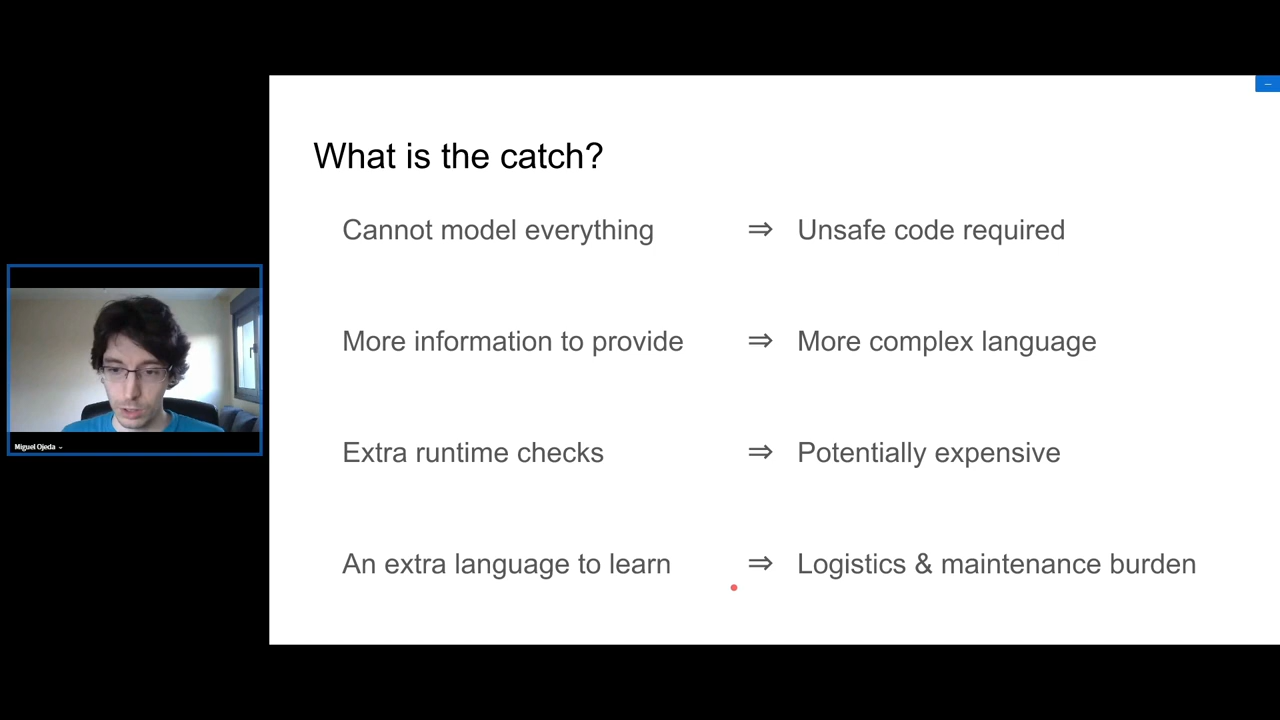 What is the catch?
Cannot model everything ⇒ Unsafe code required
More information to provide ⇒ More complex language
Extra runtime checks ⇒ Potentially expensive
An extra language to learn ⇒ Logistics & maintenance burden
Miguel Ojeda